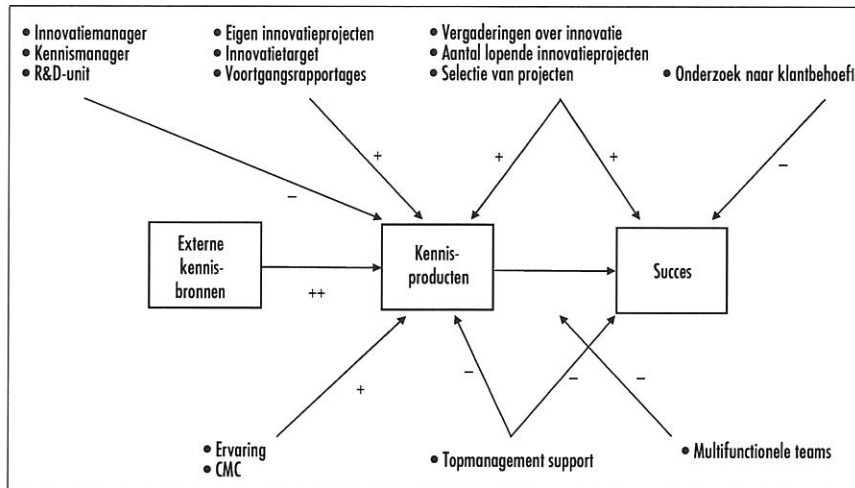 • Innovatiemanager
• Kennismanager
• R&D-unit
• Eigen innovatieprojecten
• Innovatietarget
• Voortgangsrapportages
• Vergaderingen over innovatie
• Aantal lopende innovatieprojecten
• Selectie van projecten
• Onderzoek naar klantbehoeft
–
+
+
+
–
Externe
kennis-
bronnen
++
Kennis-
producten
Succes
+
–
–
–
• Ervaring
• CMC
• Topmanagement support
• Multifunctionele teams